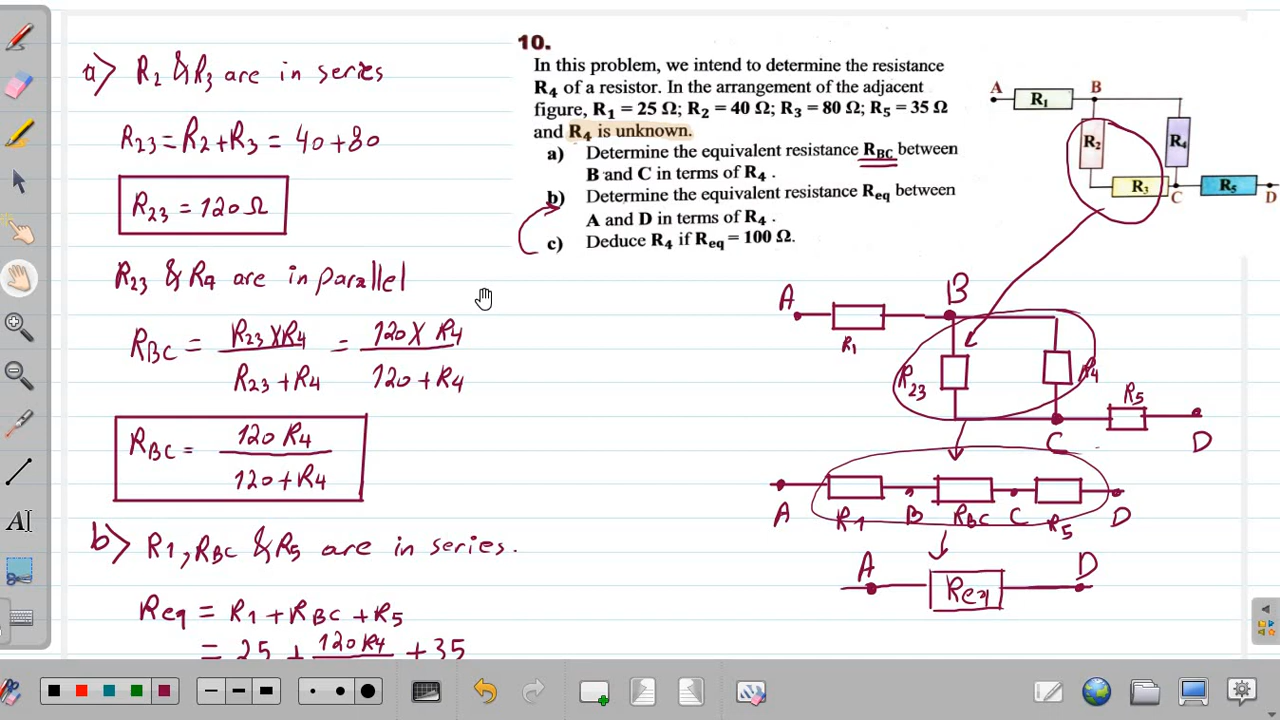 a) R2 & R3 are in series
R23 = R2 + R3 = 40 + 80
R23 = 120 Ω
R23 & R4 are in parallel
RBC = R23 X R4 / R23 + R4 = 120 X R4 / 120 + R4
RBC = 120 R4 / 120 + R4
b) R1, RBC & R5 are in series.
Req = R1 + RBC + R5
= 25 + 120 R4 + 35
10.
In this problem, we intend to determine the resistance
R4 of a resistor. In the arrangement of the adjacent
figure, R1 = 25 Ω; R2 = 40 Ω; R3 = 80 Ω; R5 = 35 Ω
and R4 is unknown.
a) Determine the equivalent resistance RBC between
B and C in terms of R4 .
b) Determine the equivalent resistance Req between
A and D in terms of R4 .
c) Deduce R4 if Req = 100 Ω.
A R1 B
R2 R4
R3 C R5 D
A B
R1
R23 R4 R5
C D
A R1 B RBC C R5 D
A D
Req
A